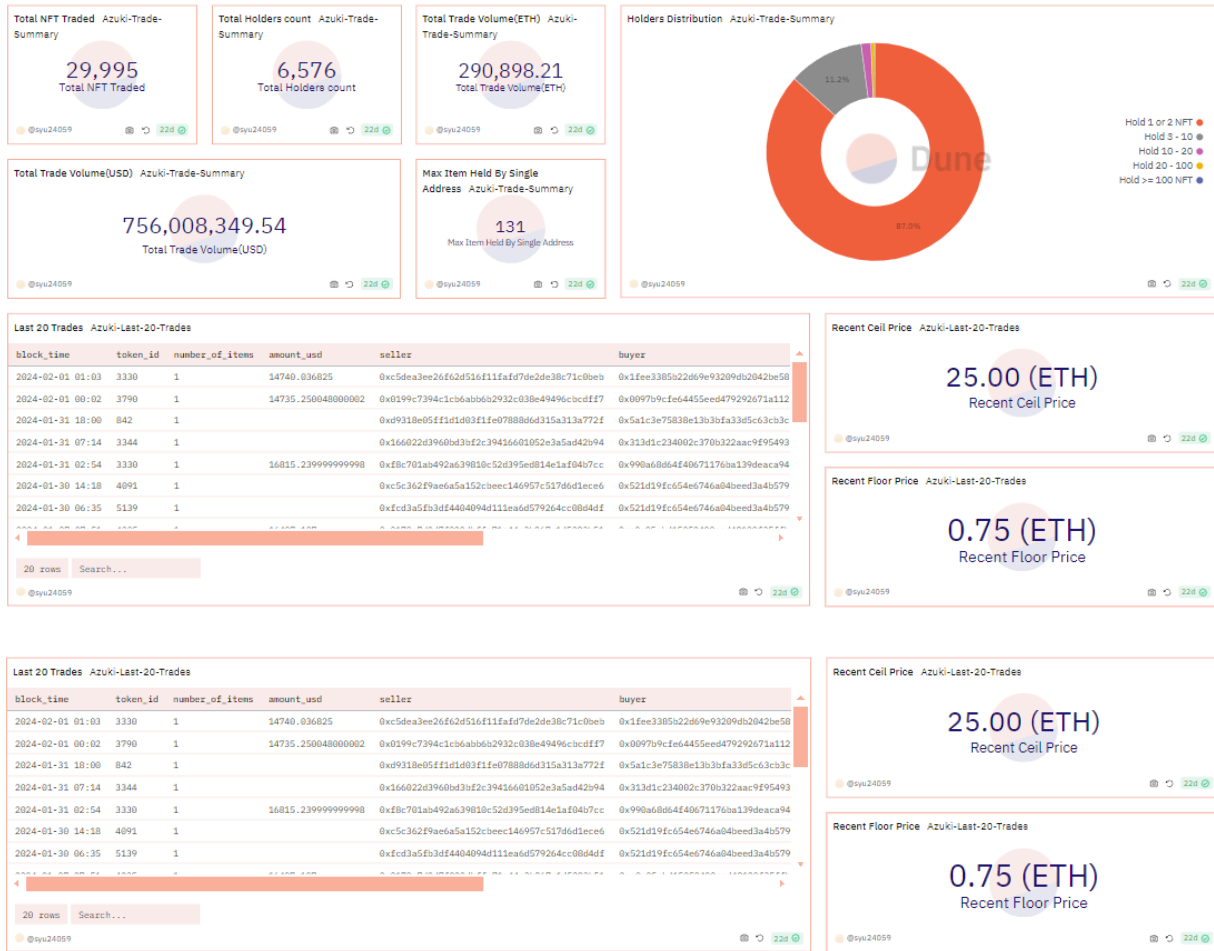 Total NFT Traded Azuki-Trade-
Summary
29,995
Total NFT Traded
@syu24059
22d
Total Holders count Azuki-Trade-
Summary
6,576
Total Holders count
@syu24059
22d
Total Trade Volume(ETH) Azuki-
Trade-Summary
290,898.21
Total Trade Volume(ETH)
@syu24059
22d
Holders Distribution Azuki-Trade-Summary
11.2%
87.0%
Dune
Hold 1 or 2 NFT
Hold 3 - 10
Hold 10 - 20
Hold 20 - 100
Hold >= 100 NFT
@syu24059
22d
Total Trade Volume(USD) Azuki-Trade-Summary
756,008,349.54
Total Trade Volume(USD)
@syu24059
22d
Max Item Held By Single
Address Azuki-Trade-Summary
131
Max Item Held By Single Address
@syu24059
22d
Last 20 Trades Azuki-Last-20-Trades
block_time token_id number_of_items amount_usd seller buyer
2024-02-01 01:03 3330 1 14740.036825 0xc5dea3ee26f62d516f11fafd7de2de38c71c0beb 0x1fee3385b22d69e93209db2042be58
2024-02-01 00:02 3790 1 14735.250048000002 0x0199c7394c1cb6abb6b2932c038e49496cbcdff7 0x0097b9cfe64455eed479292671a112
2024-01-31 18:00 842 1 0xd9318e05ff1d1d03f1fe07888d6d315a313a772f 0x5a1c3e75838e13b3bfa33d5c63cb3c
2024-01-31 07:14 3344 1 0x166022d3960bd3bf2c39416601052e3a5ad42b94 0x313d1c234002c370b322aac9f95493
2024-01-31 02:54 3330 1 16815.239999999998 0xf8c701ab492a639810c52d395ed814e1af04b7cc 0x990a68d64f40671176ba139deaca94
2024-01-30 14:18 4091 1 0xc5c362f9ae6a5a152cbeec146957c517d6d1ece6 0x521d19fc654e6746a04beed3a4b579
2024-01-30 06:35 5139 1 0xfcd3a5fb3df4404094d111ea6d579264cc08d4df 0x521d19fc654e6746a04beed3a4b579
20 rows Search...
@syu24059
22d
Recent Ceil Price Azuki-Last-20-Trades
25.00 (ETH)
Recent Ceil Price
@syu24059
22d
Recent Floor Price Azuki-Last-20-Trades
0.75 (ETH)
Recent Floor Price
@syu24059
22d
Last 20 Trades Azuki-Last-20-Trades
block_time token_id number_of_items amount_usd seller buyer
2024-02-01 01:03 3330 1 14740.036825 0xc5dea3ee26f62d516f11fafd7de2de38c71c0beb 0x1fee3385b22d69e93209db2042be58
2024-02-01 00:02 3790 1 14735.250048000002 0x0199c7394c1cb6abb6b2932c038e49496cbcdff7 0x0097b9cfe64455eed479292671a112
2024-01-31 18:00 842 1 0xd9318e05ff1d1d03f1fe07888d6d315a313a772f 0x5a1c3e75838e13b3bfa33d5c63cb3c
2024-01-31 07:14 3344 1 0x166022d3960bd3bf2c39416601052e3a5ad42b94 0x313d1c234002c370b322aac9f95493
2024-01-31 02:54 3330 1 16815.239999999998 0xf8c701ab492a639810c52d395ed814e1af04b7cc 0x990a68d64f40671176ba139deaca94
2024-01-30 14:18 4091 1 0xc5c362f9ae6a5a152cbeec146957c517d6d1ece6 0x521d19fc654e6746a04beed3a4b579
2024-01-30 06:35 5139 1 0xfcd3a5fb3df4404094d111ea6d579264cc08d4df 0x521d19fc654e6746a04beed3a4b579
20 rows Search...
@syu24059
22d
Recent Ceil Price Azuki-Last-20-Trades
25.00 (ETH)
Recent Ceil Price
@syu24059
22d
Recent Floor Price Azuki-Last-20-Trades
0.75 (ETH)
Recent Floor Price
@syu24059
22d